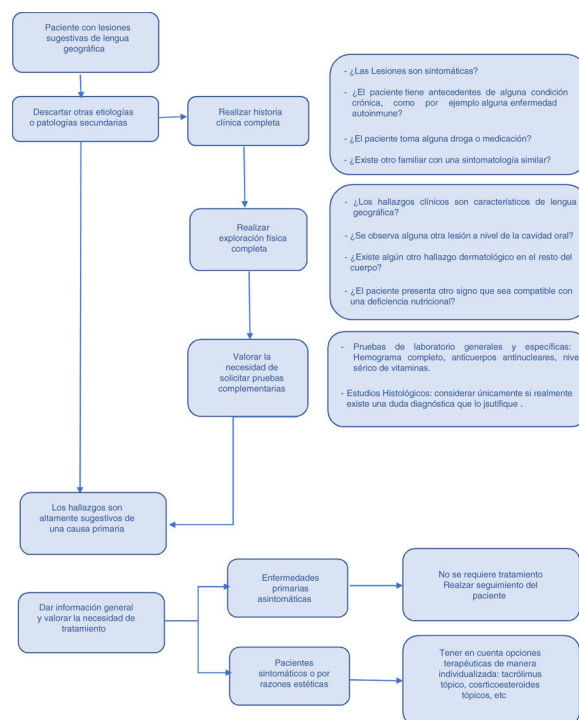 Paciente con lesiones
sugestivas de lengua
geográfica
Descartar otras etiologías
o patologías secundarias
Realizar historia
clínica completa
- ¿Las Lesiones son sintomáticas?
- ¿El paciente tiene antecedentes de alguna condición
crónica, como por ejemplo alguna enfermedad
autoinmune?
- ¿El paciente toma alguna droga o medicación?
- ¿Existe otro familiar con una sintomatología similar?
Realizar
exploración física
completa
- ¿Los hallazgos clínicos son característicos de lengua
geográfica?
- ¿Se observa alguna otra lesión a nivel de la cavidad oral?
- ¿Existe algún otro hallazgo dermatológico en el resto del
cuerpo?
- ¿El paciente presenta otro signo que sea compatible con
una deficiencia nutricional?
Valorar la
necesidad de
solicitar pruebas
complementarias
- Pruebas de laboratorio generales y específicas:
Hemograma completo, anticuerpos antinucleares, nive
sérico de vitaminas.
- Estudios Histológicos: considerar únicamente si realmente
existe una duda diagnóstica que lo jsutifique .
Los hallazgos son
altamente sugestivos de
una causa primaria
Dar información general
y valorar la necesidad de
tratamiento
Enfermedades
primarias
asintomáticas
No se requiere tratamiento
Realzar seguimiento del
paciente
Pacientes
sintomáticos o por
razones estéticas
Tener en cuenta opciones
terapéuticas de manera
individualizada: tacrólimus
tópico, cosrticoesteroides
tópicos, etc